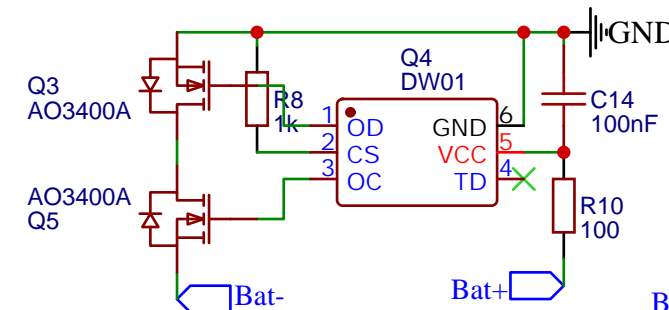 GND
Q4
DW01
Q3
AO3400A
R8
1k
1
OD
2
CS
3
OC
GND
6
VCC
5
TD
4
C14
100nF
AO3400A
Q5
R10
100
Bat-
Bat+
B